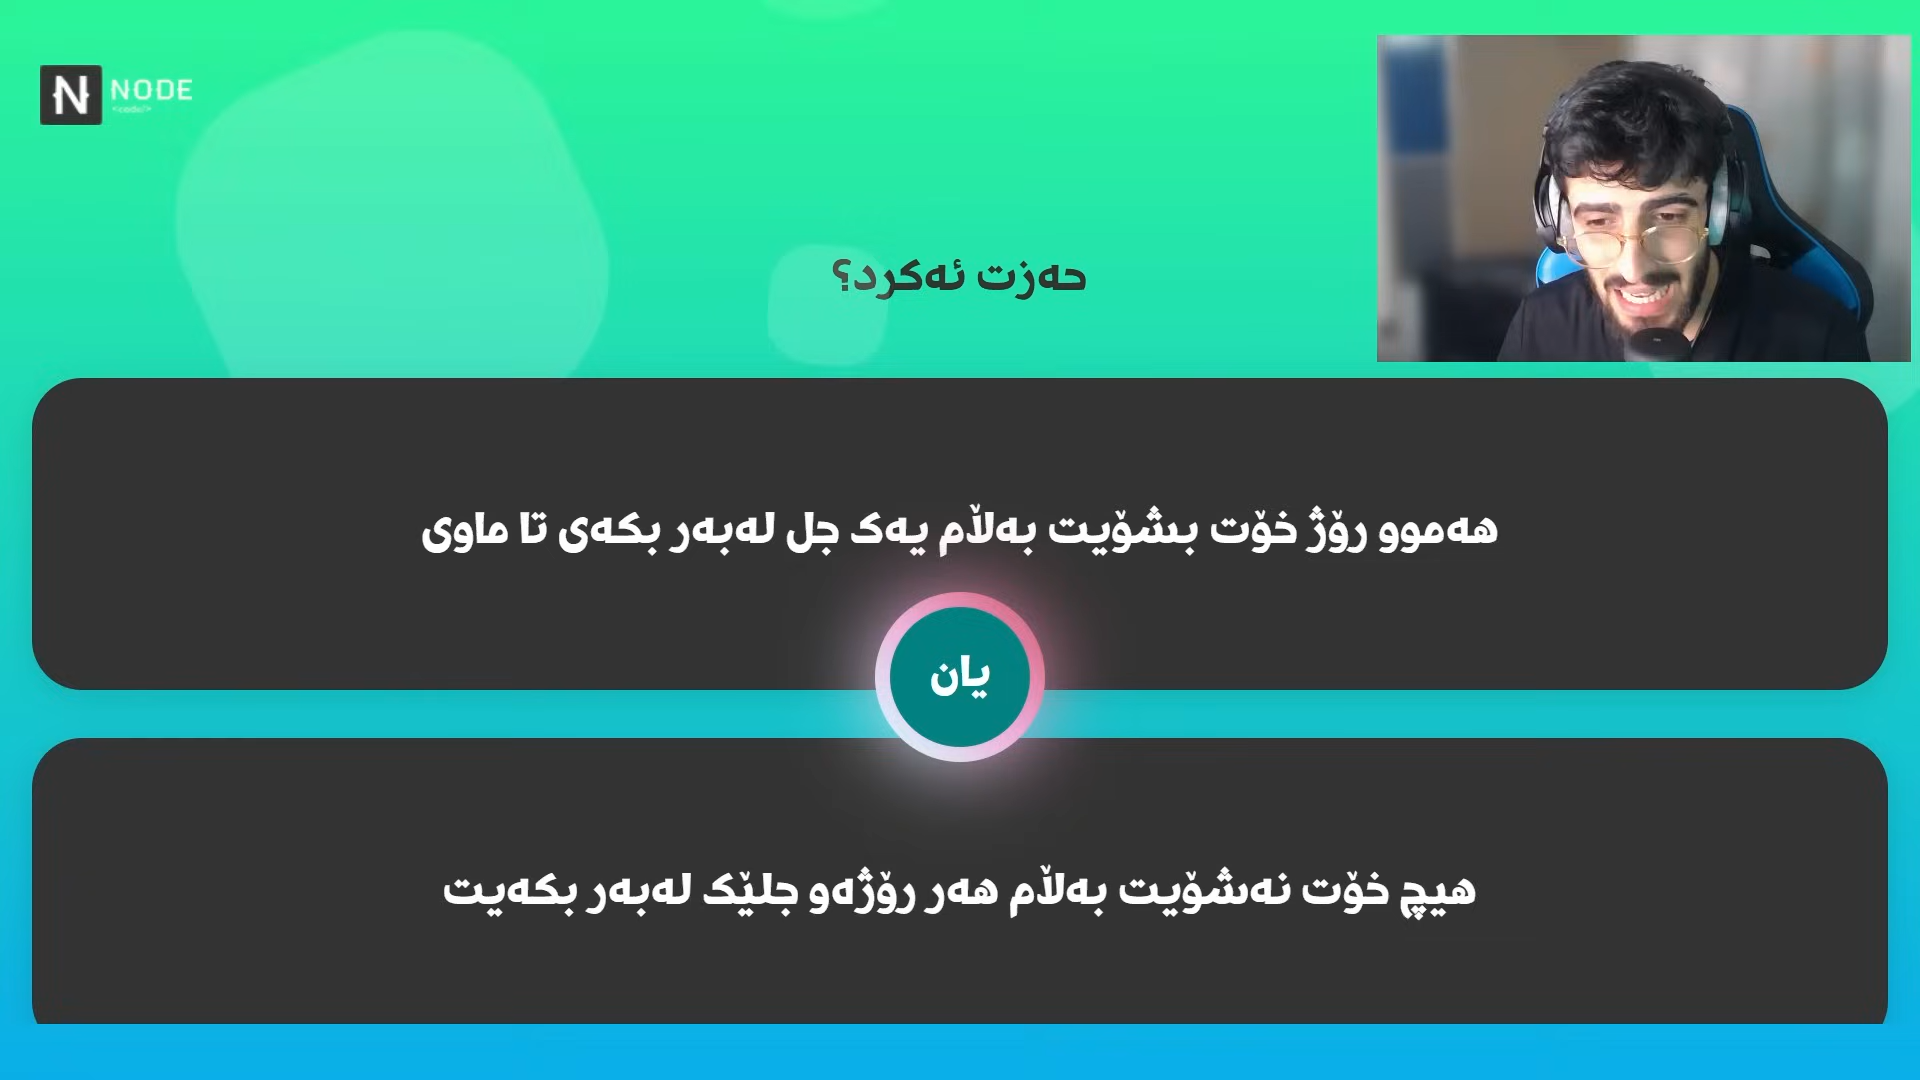 NODE
<code/>
حەزت ئەکرد؟
هەموو رۆژ خۆت بشۆیت بەڵام یەک جل لەبەر بکەی تا ماوی
یان
هیچ خۆت نەشۆیت بەڵام هەر رۆژەو جلێک لەبەر بکەیت